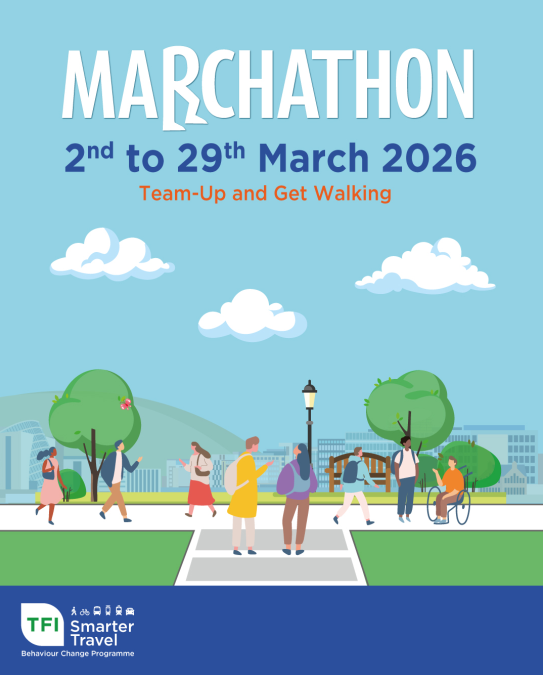 MARCHATHON
2nd to 29th March 2026
Team-Up and Get Walking
TFI
Smarter
Travel
Behaviour Change Programme